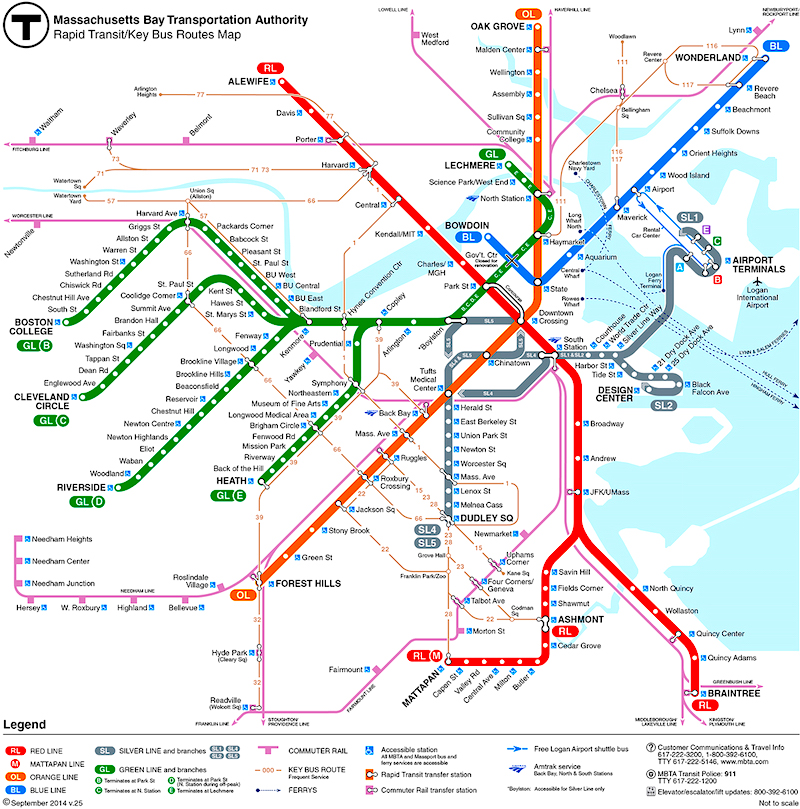 T
Massachusetts Bay Transportation Authority
Rapid Transit/Key Bus Routes Map
LOWELL LINE
HAVERHILL LINE
NEWBURYPORT/
ROCKPORT LINE
OL
OAK GROVE
West
Medford
Malden Center
Wellington
Assembly
Sullivan Sq
Community
College
Woodlawn
111
Revere
Center
116
117
Lynn
WONDERLAND
BL
Revere
Beach
Beachmont
Suffolk Downs
Orient Heights
Wood Island
Airport
Maverick
Chelsea
Bellingham
Sq
116
117
111
RL
ALEWIFE
Arlington
Heights
77
77
Davis
Porter
Harvard
Central
Kendall/MIT
Charles/
MGH
Park St
Waltham
Waverley
Belmont
FITCHBURG LINE
73
71 73
71
Watertown
Sq
Watertown
Yard
57
57
Union Sq
(Allston)
66
1
GL
LECHMERE
Science Park/West End
North Station
BOWDOIN
BL
Gov't. Ctr
Closed for
renovation
Haymarket
State
Aquarium
Charlestown
Navy Yard
Long
Wharf
North
Central
Whrf
Rowes
Wharf
SL1
Rental
Car Center
A
E
C
B
AIRPORT
TERMINALS
Logan
International
Airport
Logan
Ferry
Terminal
LYNN & SALEM FERRIES
HULL FERRY
HINGHAM FERRY
WORCESTER LINE
Newtonville
Harvard Ave
Griggs St
Allston St
Warren St
Washington St
Sutherland Rd
Chiswick Rd
Chestnut Hill Ave
South St
BOSTON
COLLEGE
GL B
Packards Corner
Babcock St
Pleasant St
St. Paul St
BU West
BU Central
BU East
Blandford St
St. Paul St
Coolidge Corner
Summit Ave
Brandon Hall
Fairbanks St
Washington Sq
Tappan St
Dean Rd
Englewood Ave
CLEVELAND
CIRCLE
GL C
Kent St
Hawes St
St. Marys St
Kenmore
Yawkey
Hynes Convention Ctr
Copley
Arlington
Boylston
B,C,D,E
C,E
Downtown
Crossing
South
Station
Chinatown
Tufts
Medical
Center
SL5
SL4 & SL5
SL4
SL1 & SL2
Courthouse
World Trade Ctr
Silver Line Way
21 Dry Dock Ave
25 Dry Dock Ave
Harbor St
Tide St
DESIGN
CENTER
Black
Falcon Ave
SL2
Fenway
Longwood
Brookline Village
Brookline Hills
Beaconsfield
Reservoir
Chestnut Hill
Newton Centre
Newton Highlands
Eliot
Waban
Woodland
RIVERSIDE
GL D
Prudential
Symphony
Northeastern
Museum of Fine Arts
Longwood Medical Area
Brigham Circle
Fenwood Rd
Mission Park
Riverway
Back of the Hill
HEATH
GL E
39
66
Back Bay
Mass. Ave
Ruggles
Roxbury
Crossing
Jackson Sq
Stony Brook
Green St
FOREST HILLS
OL
Herald St
East Berkeley St
Union Park St
Newton St
Worcester Sq
Mass. Ave
Lenox St
Melnea Cass
DUDLEY SQ
SL4
SL5
1
15
23
28
22
66
Broadway
Andrew
JFK/UMass
Newmarket
Uphams
Corner
Kane Sq
Grove Hall
Franklin Park/Zoo
Four Corners/
Geneva
Talbot Ave
Codman
Sq
Morton St
Savin Hill
Fields Corner
Shawmut
ASHMONT
RL
Cedar Grove
Butler
Milton
Central Ave
Valley Rd
Capen St
MATTAPAN
RL M
North Quincy
Wollaston
Quincy Center
Quincy Adams
BRAINTREE
RL
GREENBUSH LINE
KINGSTON/
PLYMOUTH LINE
MIDDLEBOROUGH/
LAKEVILLE LINE
Needham Heights
Needham Center
Needham Junction
Hersey
W. Roxbury
Highland
Bellevue
NEEDHAM LINE
Roslindale
Village
32
32
Hyde Park
(Cleary Sq)
Readville
(Wolcott Sq)
Fairmount
FAIRMOUNT LINE
FRANKLIN LINE
STOUGHTON/
PROVIDENCE LINE
Legend
RL RED LINE
M MATTAPAN LINE
OL ORANGE LINE
BL BLUE LINE
SL SILVER LINE and branches SL1 SL2 SL4 SL5
GL GREEN LINE and branches
B Terminates at Park St
C Terminates at N. Station
D Terminates at Park St
(N. Station during off-peak)
E Terminates at Lechmere
COMMUTER RAIL
000 KEY BUS ROUTE
Frequent Service
FERRYS
Accessible station
All MBTA and Massport bus and
ferry services are accessible
Rapid Transit transfer station
Commuter Rail transfer station
Free Logan Airport shuttle bus
Amtrak service
Back Bay, North & South Stations
*Boylston: Accessible for Silver Line only
Customer Communications & Travel Info
617-222-3200, 1-800-392-6100,
TTY 617-222-5146, www.mbta.com
MBTA Transit Police: 911
617-222-1200
Elevator/escalator/lift updates: 800-392-6100
©September 2014 v.25
Not to scale